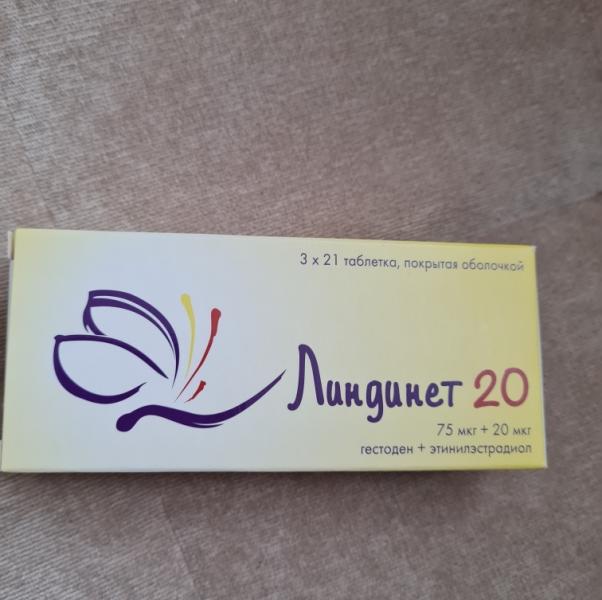 3 x 21 таблетка, покрытая оболочкой
Линдинет 20
75 мкг + 20 мкг
гестоден + этинилэстрадиол